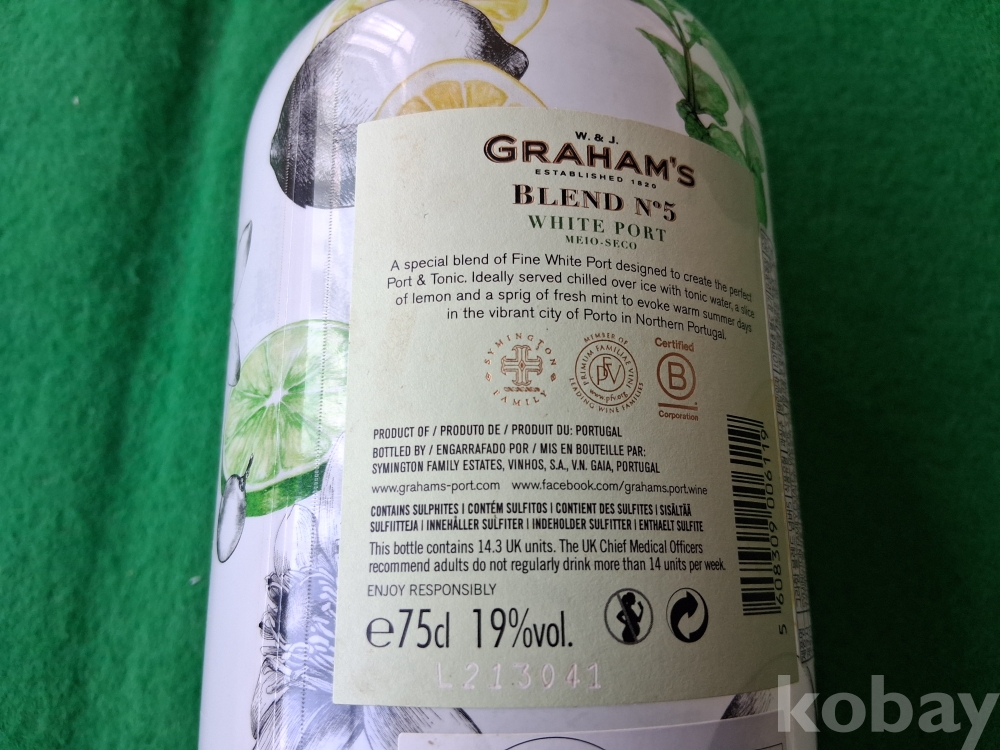 W. & J.
GRAHAM'S
ESTABLISHED 1820
BLEND Nº5
WHITE PORT
MEIO-SECO
A special blend of Fine White Port designed to create the perfect
Port & Tonic. Ideally served chilled over ice with tonic water, a slice
of lemon and a sprig of fresh mint to evoke warm summer days
in the vibrant city of Porto in Northern Portugal.
SYMINGTON
FAMILY
MEMBER OF
PRIMUM FAMILIAE VINI
PFV
www.pfv.org
LEADING WINE FAMILIES
Certified
B
Corporation
PRODUCT OF / PRODUTO DE / PRODUIT DU: PORTUGAL
BOTTLED BY / ENGARRAFADO POR / MIS EN BOUTEILLE PAR:
SYMINGTON FAMILY ESTATES, VINHOS, S.A., V.N. GAIA, PORTUGAL
www.grahams-port.com www.facebook.com/grahams.port.wine
CONTAINS SULPHITES I CONTÉM SULFITOS I CONTIENT DES SULFITES I SISÄLTÄÄ
SULFIITTEJA I INNEHÅLLER SULFITER I INDEHOLDER SULFITTER I ENTHAELT SULFITE
This bottle contains 14.3 UK units. The UK Chief Medical Officers
recommend adults do not regularly drink more than 14 units per week.
ENJOY RESPONSIBLY
e75cl 19%vol.
L213041
5 608309 006119
kobay